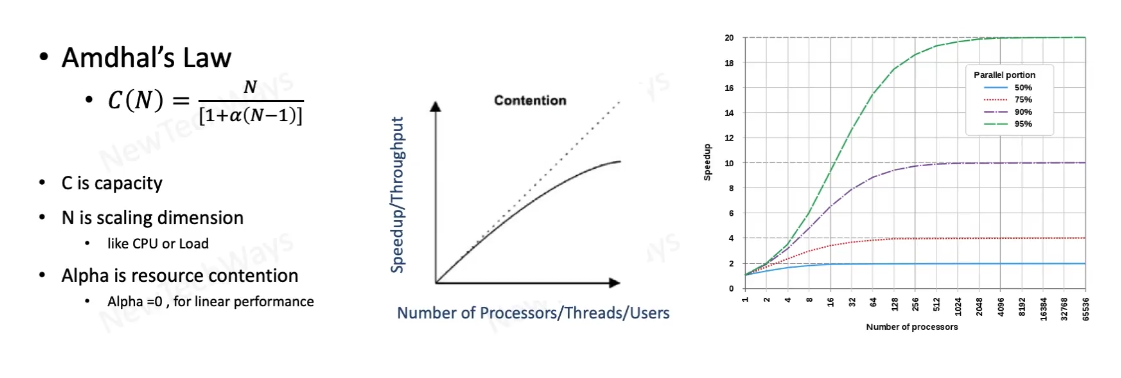 • Amdhal's Law
• C(N) = N / [1+α(N−1)]
• C is capacity
• N is scaling dimension
• like CPU or Load
• Alpha is resource contention
• Alpha =0 , for linear performance
Contention
Speedup/Throughput
Number of Processors/Threads/Users
Speedup
20
18
16
14
12
10
8
6
4
2
0
Parallel portion
50%
75%
90%
95%
1 2 4 8 16 32 64 128 256 512 1024 2048 4096 8192 16384 32768 65536
Number of processors